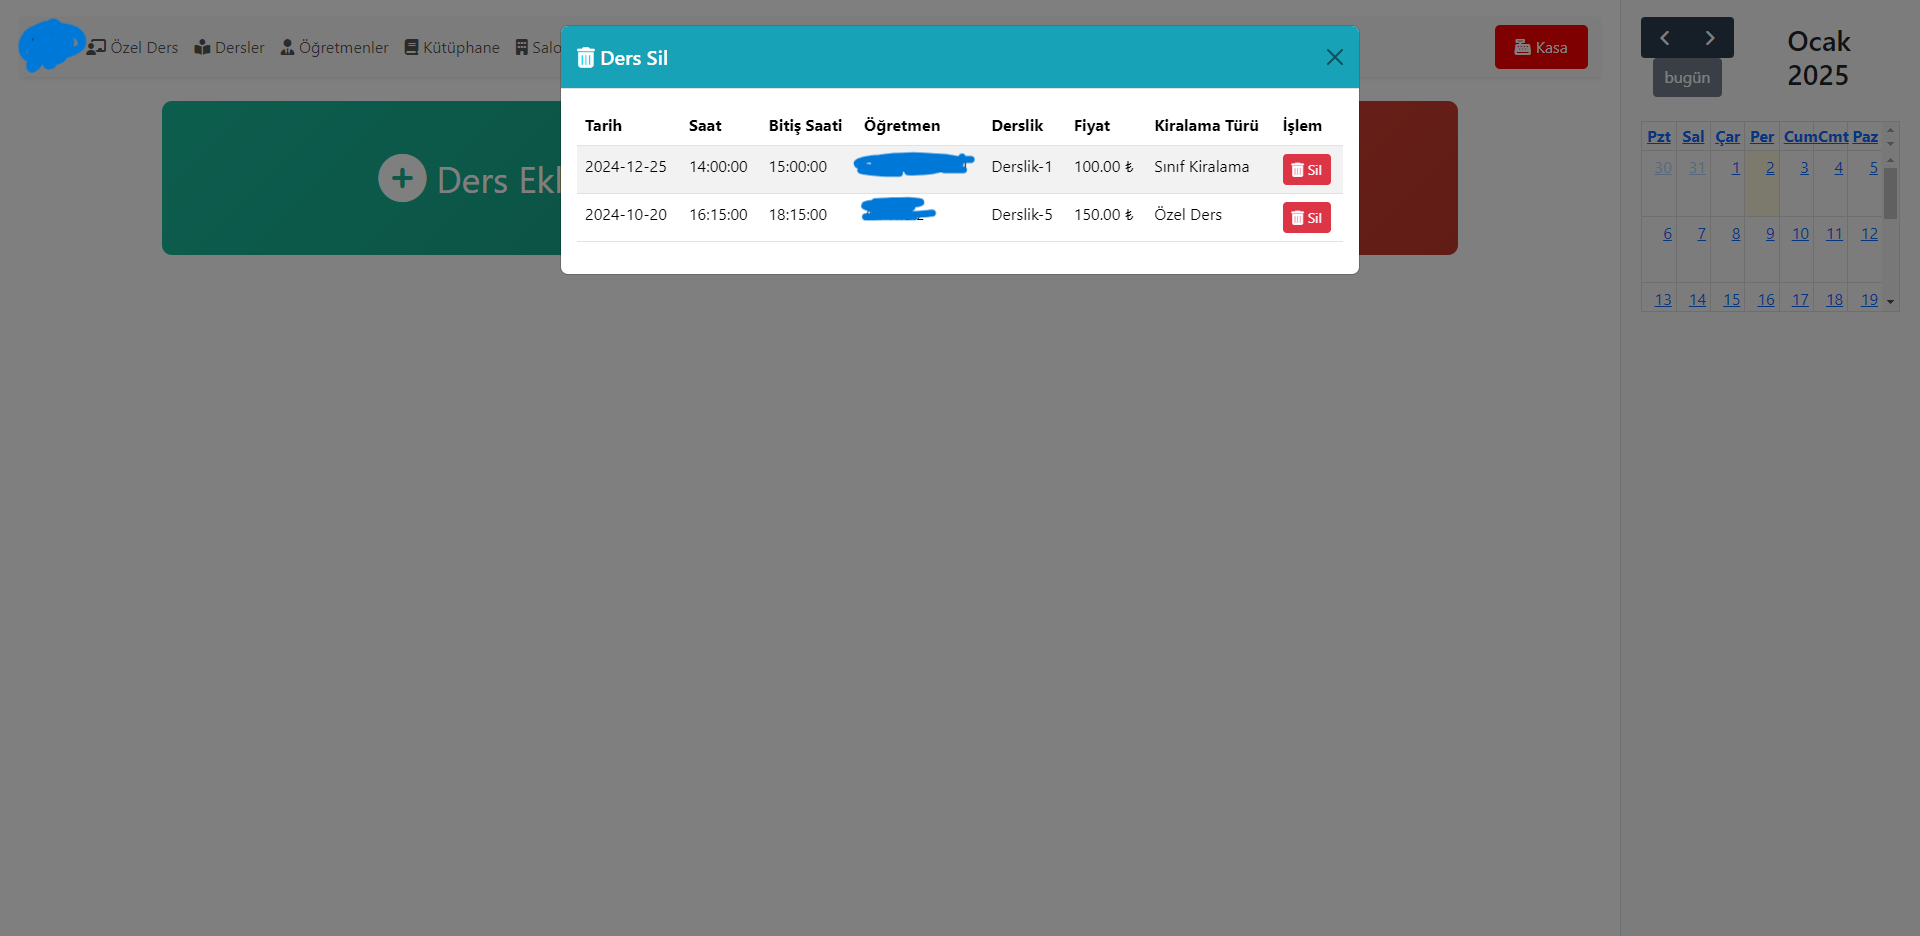 Özel Ders Dersler Öğretmenler Kütüphane Salo
Kasa
Ders Ekl
Ders Sil
Tarih Saat Bitiş Saati Öğretmen Derslik Fiyat Kiralama Türü İşlem
2024-12-25 14:00:00 15:00:00 Derslik-1 100.00 ₺ Sınıf Kiralama Sil
2024-10-20 16:15:00 18:15:00 Derslik-5 150.00 ₺ Özel Ders Sil
Ocak
2025
bugün
Pzt Sal Çar Per Cum Cmt Paz
30 31 1 2 3 4 5
6 7 8 9 10 11 12
13 14 15 16 17 18 19